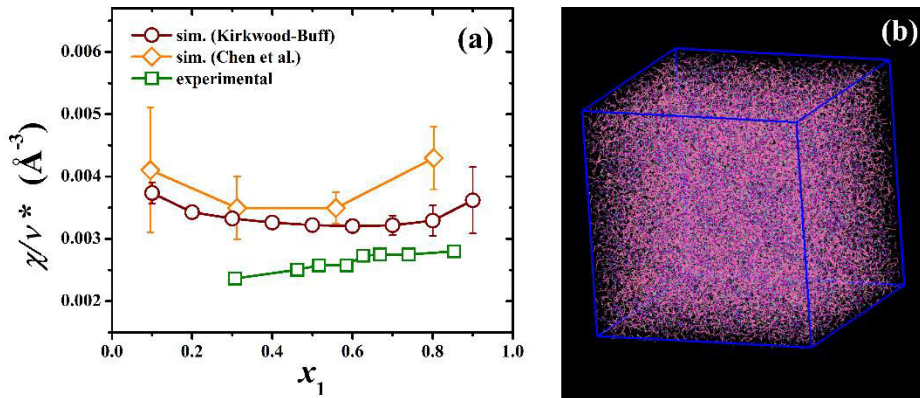 (a)
sim. (Kirkwood-Buff)
sim. (Chen et al.)
experimental
0.006
0.005
0.004
0.003
0.002
χ/ν* (Å⁻³)
0.0 0.2 0.4 0.6 0.8 1.0
x₁
(b)